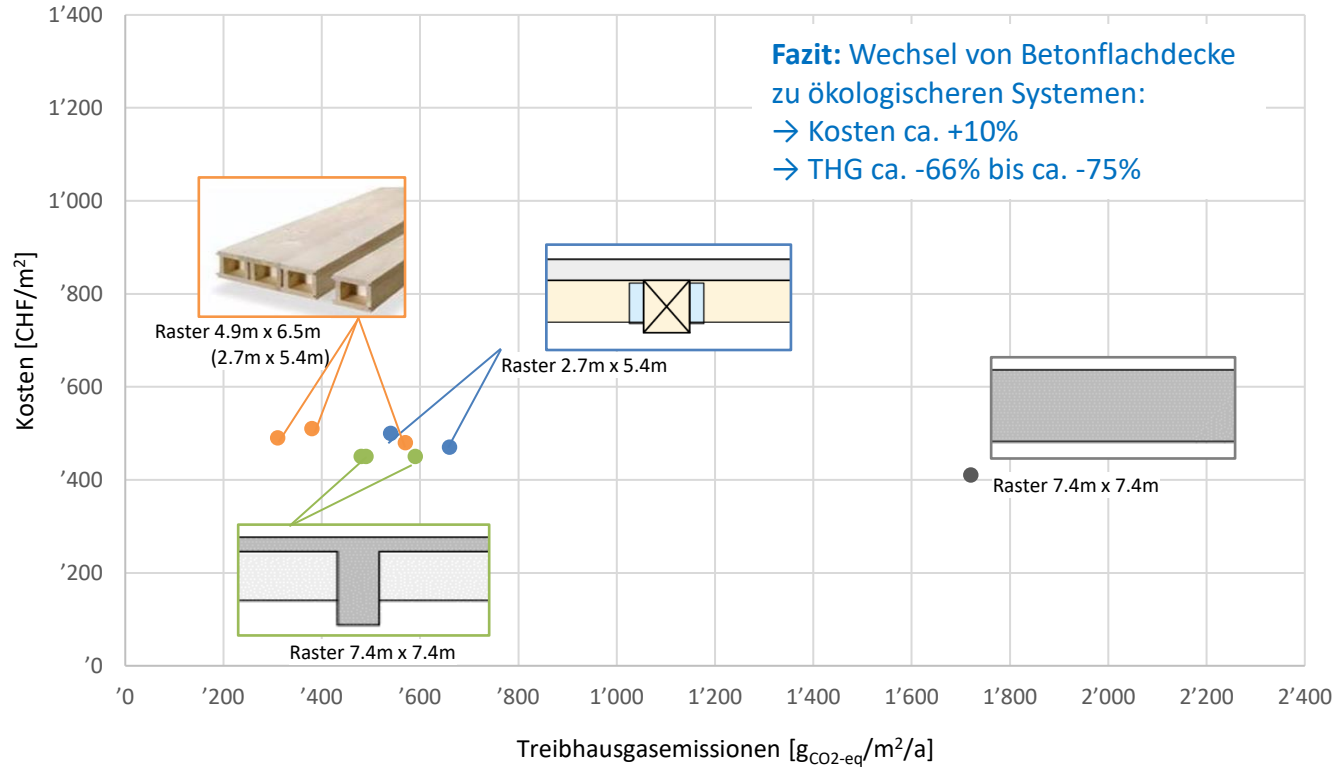 1'400
1'200
1'000
'800
'600
'400
'200
'0
Kosten [CHF/m²]
Fazit: Wechsel von Betonflachdecke
zu ökologischeren Systemen:
→ Kosten ca. +10%
→ THG ca. -66% bis ca. -75%
Raster 4.9m x 6.5m
(2.7m x 5.4m)
Raster 2.7m x 5.4m
Raster 7.4m x 7.4m
Raster 7.4m x 7.4m
'0 '200 '400 '600 '800 1'000 1'200 1'400 1'600 1'800 2'000 2'200 2'400
Treibhausgasemissionen [gCO2-eq/m²/a]